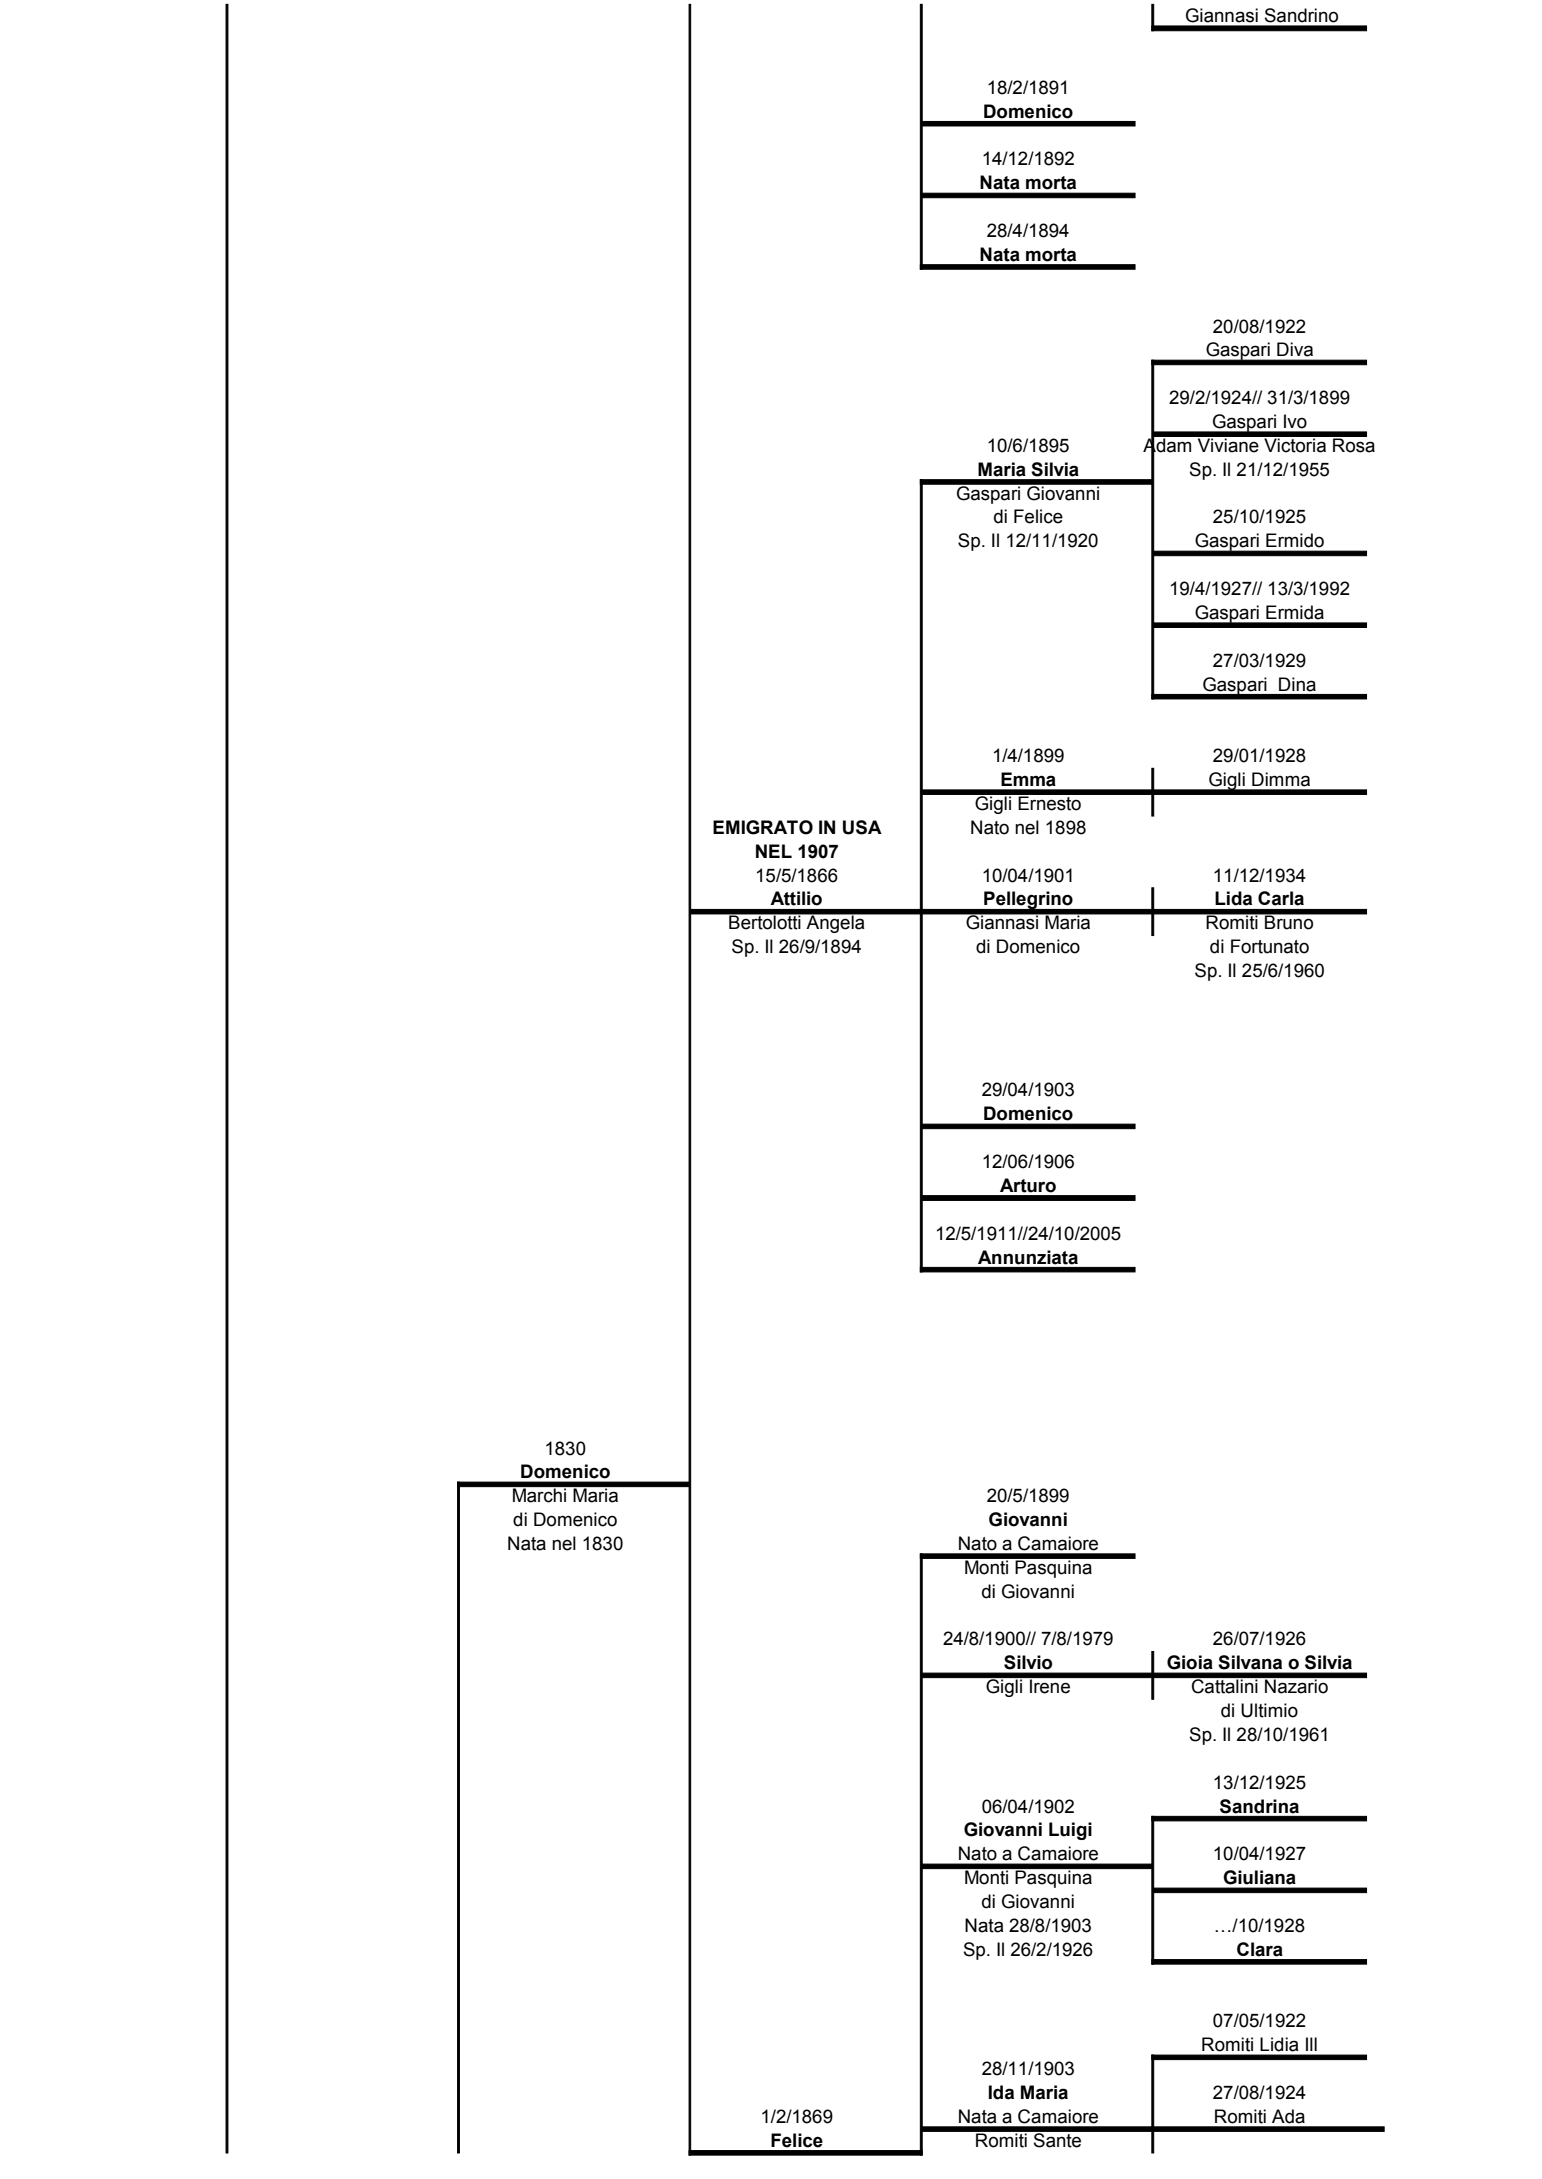 Giannasi Sandrino
18/2/1891
Domenico
14/12/1892
Nata morta
28/4/1894
Nata morta
20/08/1922
Gaspari Diva
29/2/1924// 31/3/1899
Gaspari Ivo
Adam Viviane Victoria Rosa
Sp. Il 21/12/1955
10/6/1895
Maria Silvia
Gaspari Giovanni
di Felice
Sp. Il 12/11/1920
25/10/1925
Gaspari Ermido
19/4/1927// 13/3/1992
Gaspari Ermida
27/03/1929
Gaspari  Dina
1/4/1899
Emma
Gigli Ernesto
Nato nel 1898
29/01/1928
Gigli Dimma
EMIGRATO IN USA
NEL 1907
15/5/1866
Attilio
Bertolotti Angela
Sp. Il 26/9/1894
10/04/1901
Pellegrino
Giannasi Maria
di Domenico
11/12/1934
Lida Carla
Romiti Bruno
di Fortunato
Sp. Il 25/6/1960
29/04/1903
Domenico
12/06/1906
Arturo
12/5/1911//24/10/2005
Annunziata
1830
Domenico
Marchi Maria
di Domenico
Nata nel 1830
20/5/1899
Giovanni
Nato a Camaiore
Monti Pasquina
di Giovanni
24/8/1900// 7/8/1979
Silvio
Gigli Irene
26/07/1926
Gioia Silvana o Silvia
Cattalini Nazario
di Ultimio
Sp. Il 28/10/1961
06/04/1902
Giovanni Luigi
Nato a Camaiore
Monti Pasquina
di Giovanni
Nata 28/8/1903
Sp. Il 26/2/1926
13/12/1925
Sandrina
10/04/1927
Giuliana
…/10/1928
Clara
07/05/1922
Romiti Lidia Ill
28/11/1903
Ida Maria
Nata a Camaiore
Romiti Sante
27/08/1924
Romiti Ada
1/2/1869
Felice